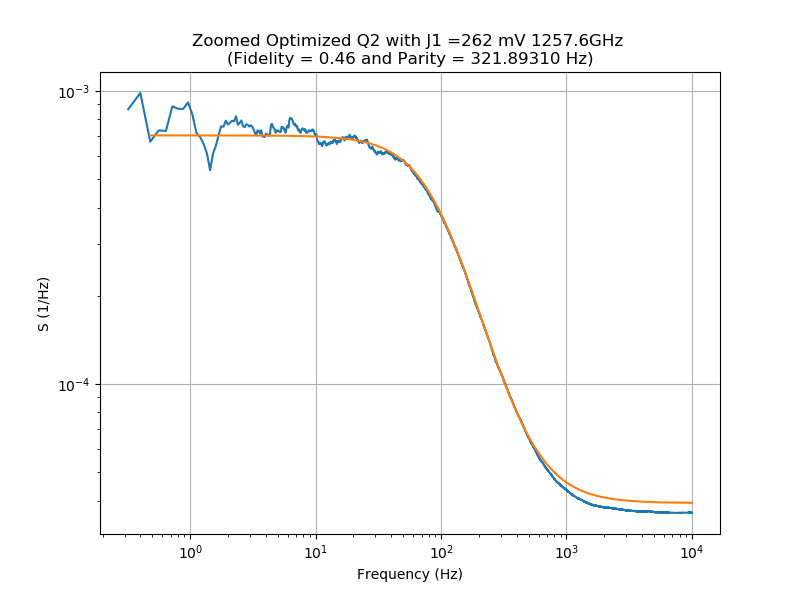 Zoomed Optimized Q2 with J1 =262 mV 1257.6GHz
(Fidelity = 0.46 and Parity = 321.89310 Hz)
10⁻³
10⁻⁴
S (1/Hz)
10⁰ 10¹ 10² 10³ 10⁴
Frequency (Hz)